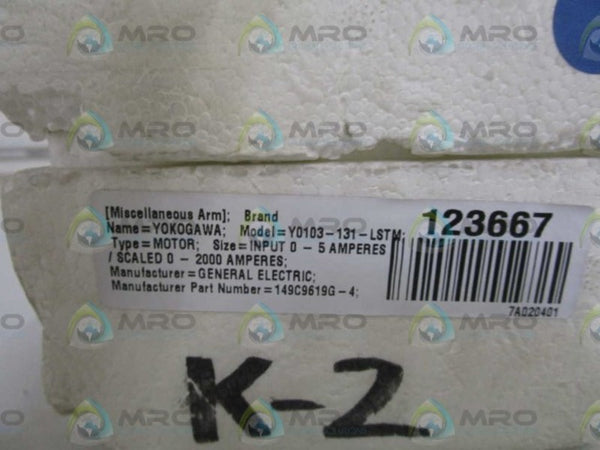 [Miscellaneous Arm]; Brand
Name=YOKOGAWA; Model=Y0103-131-LSTM;
Type=MOTOR; Size=INPUT 0 - 5 AMPERES
/ SCALED 0 - 2000 AMPERES;
Manufacturer=GENERAL ELECTRIC;
Manufacturer Part Number=149C9619G-4;
123667
7A020401
K-2
MRO